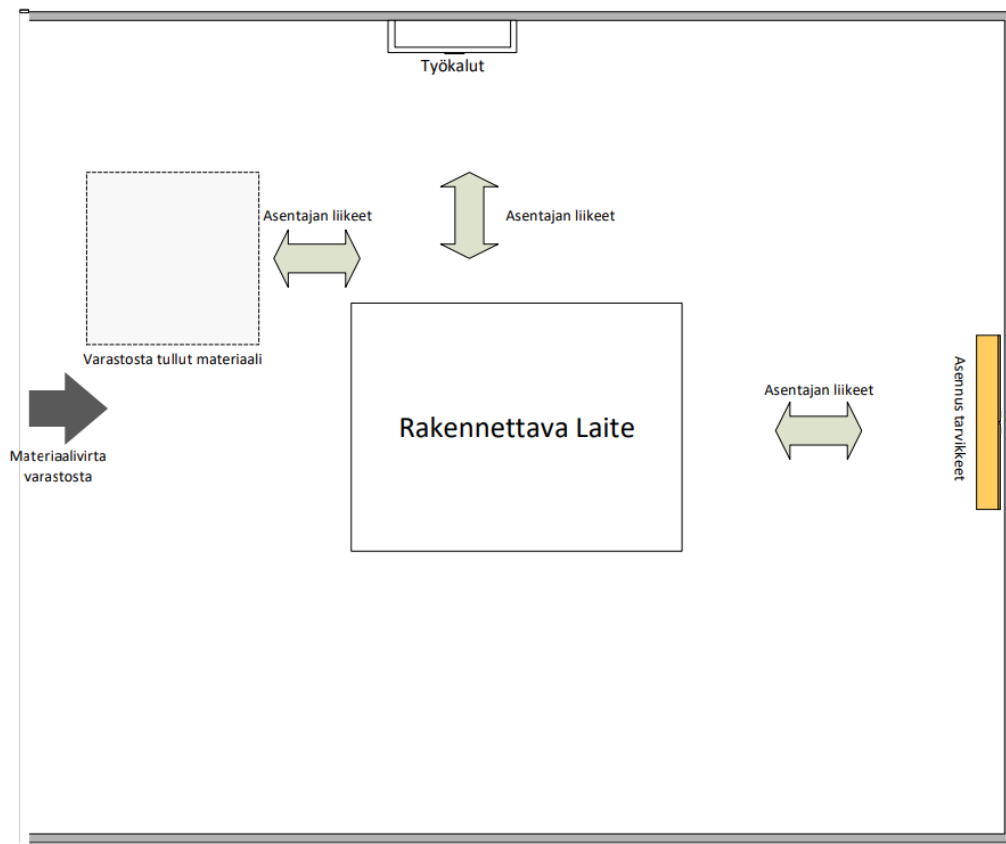 Työkalut
Asentajan liikeet
Asentajan liikeet
Varastosta tullut materiaali
Materiaalivirta
varastosta
Rakennettava Laite
Asentajan liikeet
Asennus tarvikkeet